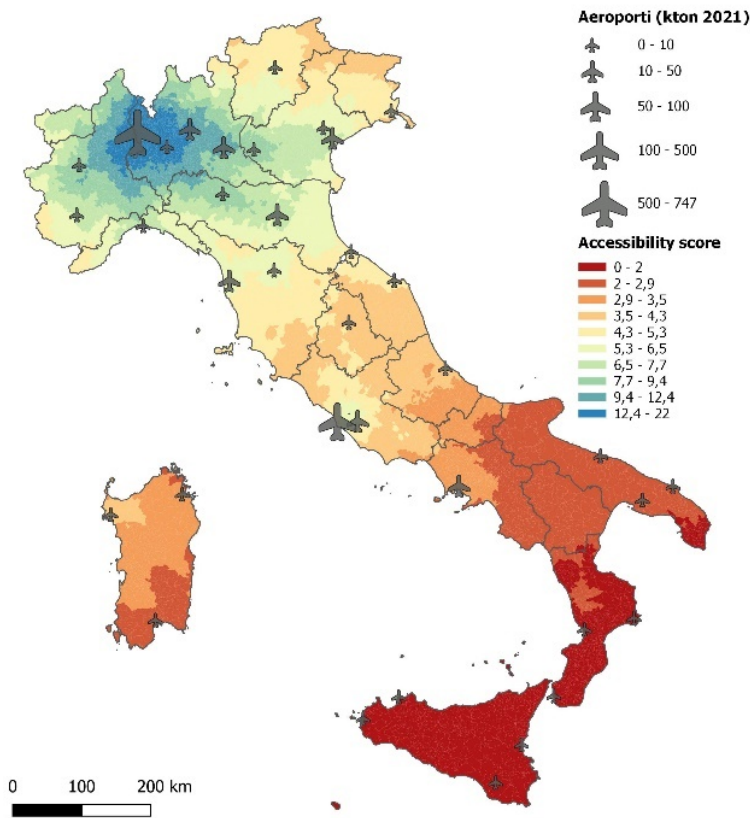 Aeroporti (kton 2021)
0 - 10
10 - 50
50 - 100
100 - 500
500 - 747
Accessibility score
0 - 2
2 - 2,9
2,9 - 3,5
3,5 - 4,3
4,3 - 5,3
5,3 - 6,5
6,5 - 7,7
7,7 - 9,4
9,4 - 12,4
12,4 - 22
0 100 200 km